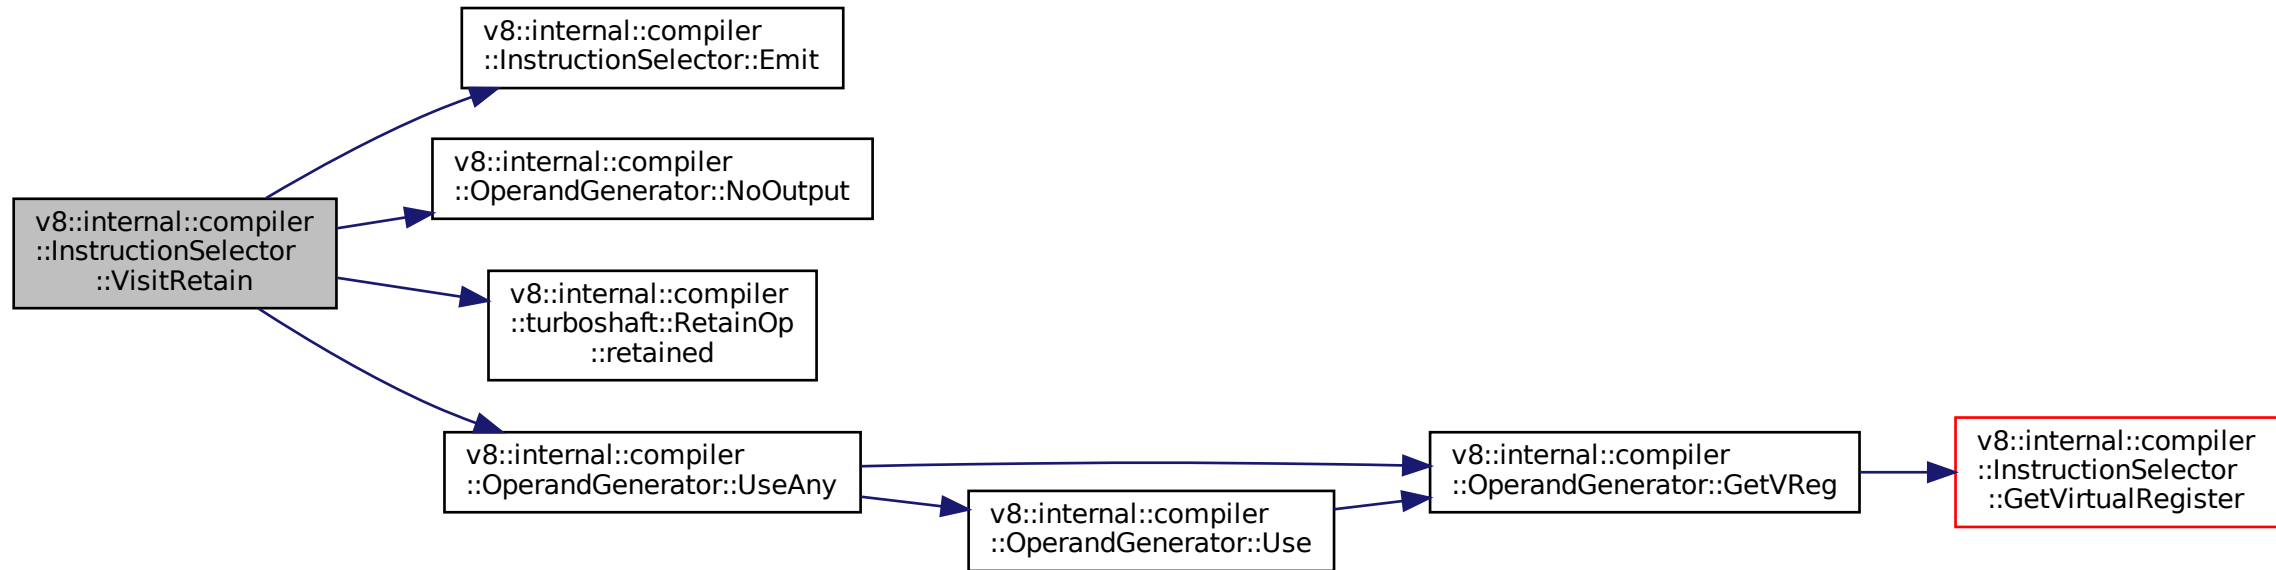 v8::internal::compiler
::InstructionSelector::Emit
v8::internal::compiler
::OperandGenerator::NoOutput
v8::internal::compiler
::InstructionSelector
::VisitRetain
v8::internal::compiler
::turboshaft::RetainOp
::retained
v8::internal::compiler
::OperandGenerator::UseAny
v8::internal::compiler
::OperandGenerator::Use
v8::internal::compiler
::OperandGenerator::GetVReg
v8::internal::compiler
::InstructionSelector
::GetVirtualRegister